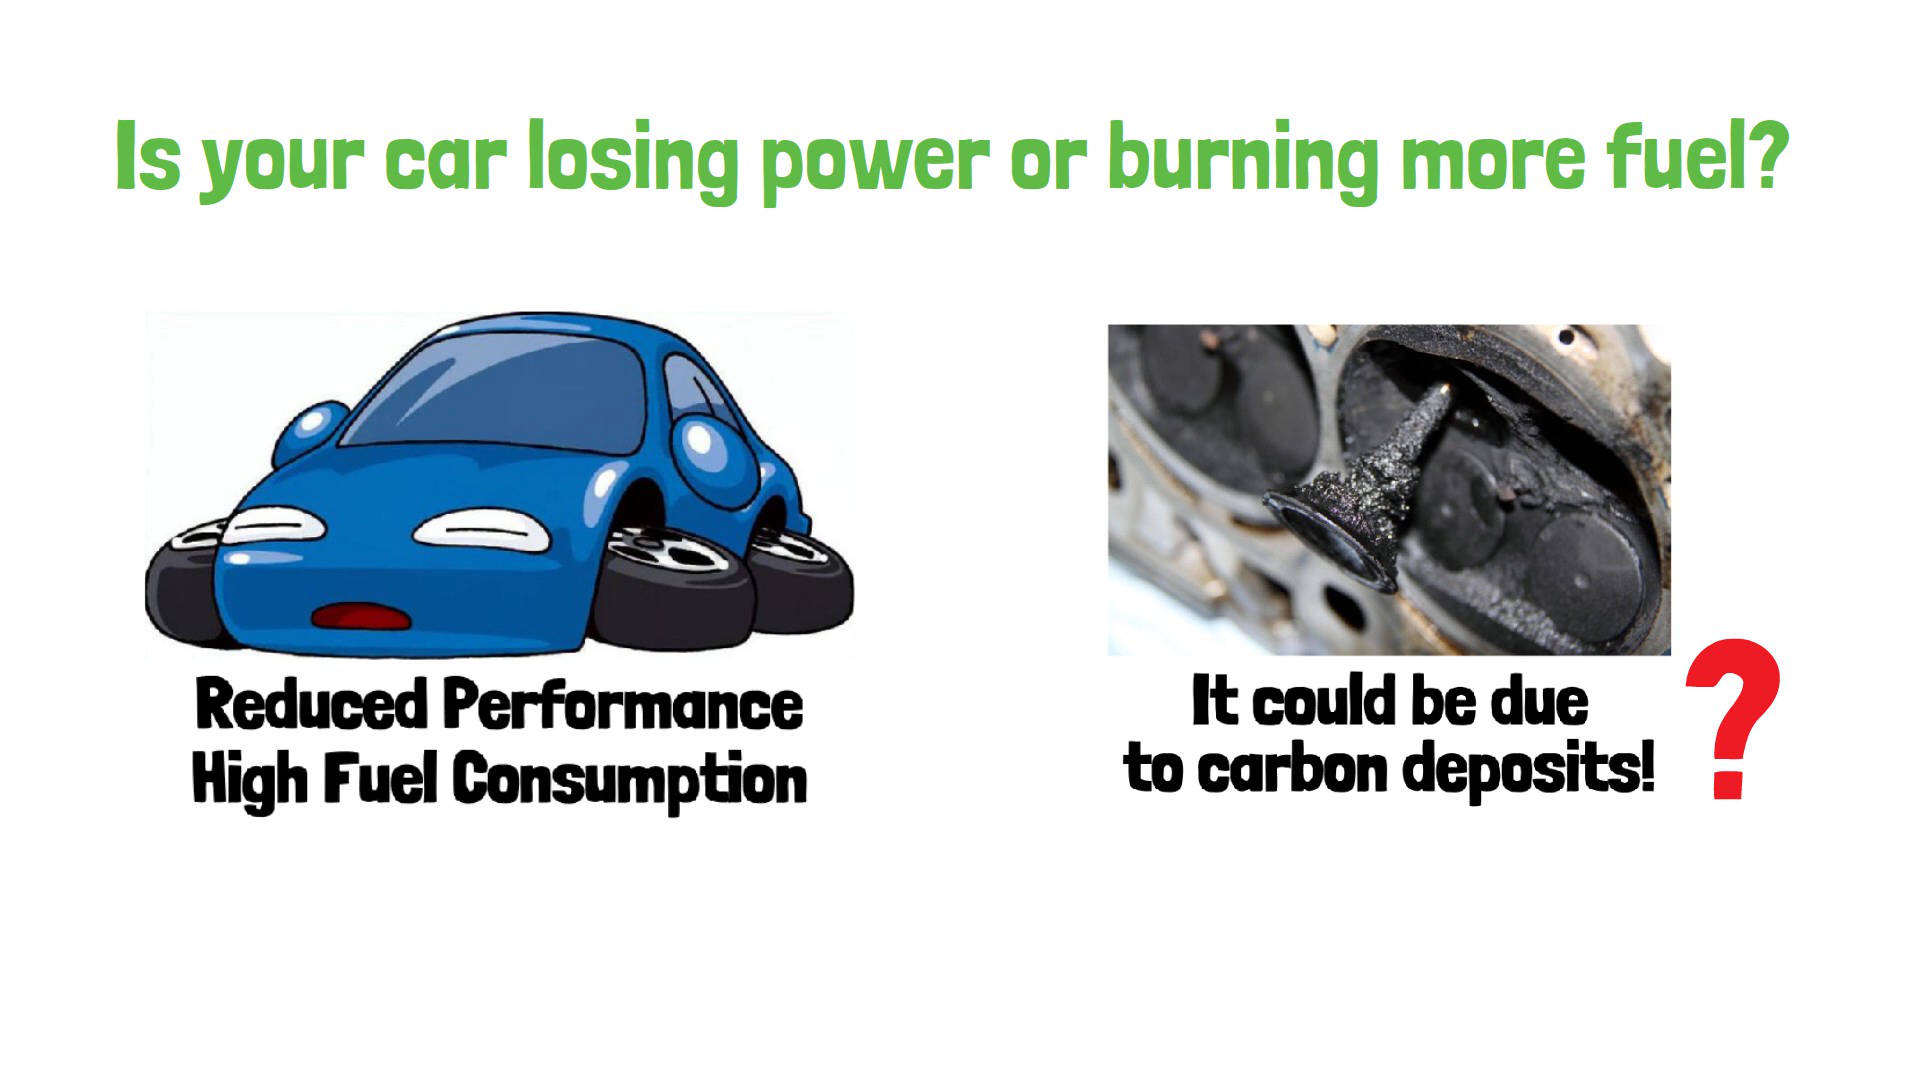 Is your car losing power or burning more fuel?
Reduced Performance
High Fuel Consumption
It could be due
to carbon deposits!
?